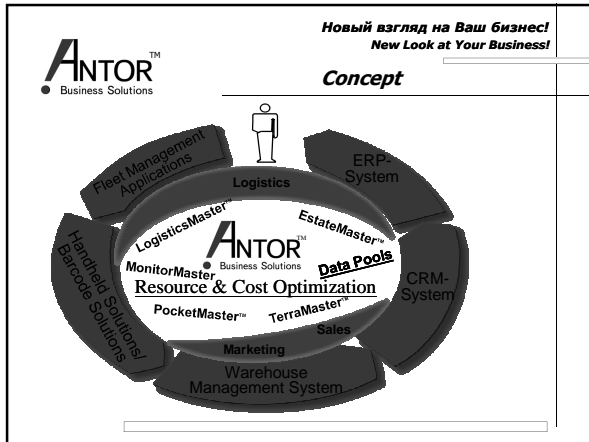 Новый взгляд на Ваш бизнес!
New Look at Your Business!
ANTOR™
Business Solutions
Concept
Fleet Management
Applications
ERP-
System
Logistics
LogisticsMaster™
EstateMaster™
ANTOR™
Business Solutions
Data Pools
MonitorMaster
Resource & Cost Optimization
Handheld Solutions/
Barcode Solutions
CRM-
System
PocketMaster™
TerraMaster™
Sales
Marketing
Warehouse
Management System